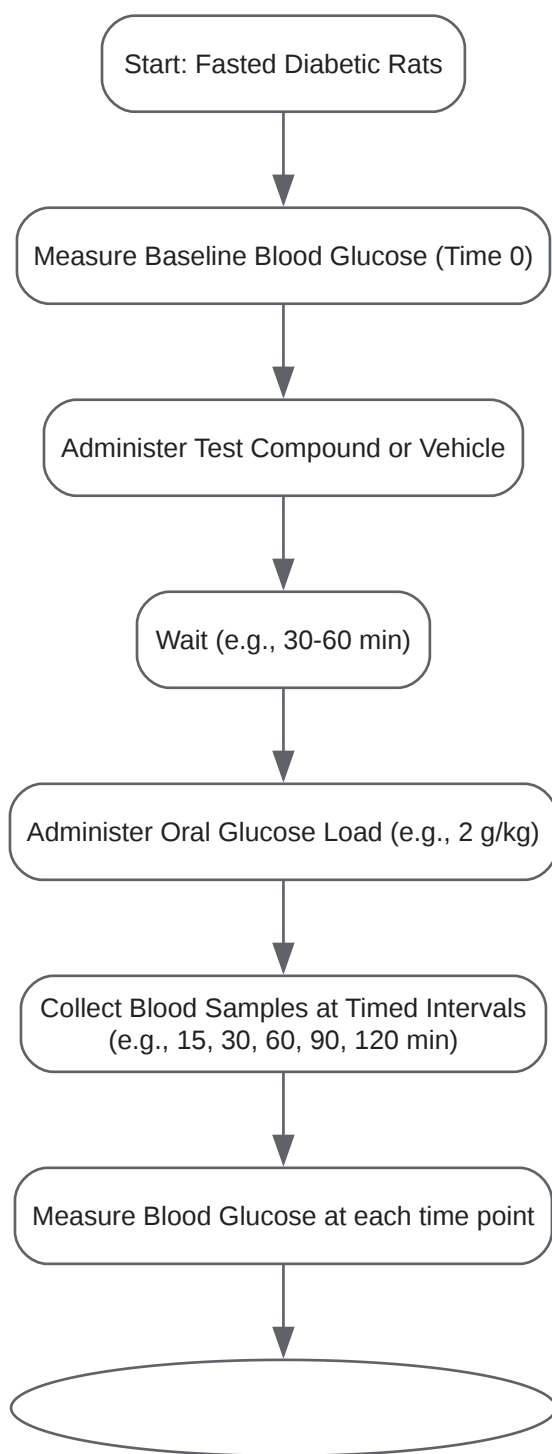 Start: Fasted Diabetic Rats
Measure Baseline Blood Glucose (Time 0)
Administer Test Compound or Vehicle
Wait (e.g., 30-60 min)
Administer Oral Glucose Load (e.g., 2 g/kg)
Collect Blood Samples at Timed Intervals
(e.g., 15, 30, 60, 90, 120 min)
Measure Blood Glucose at each time point